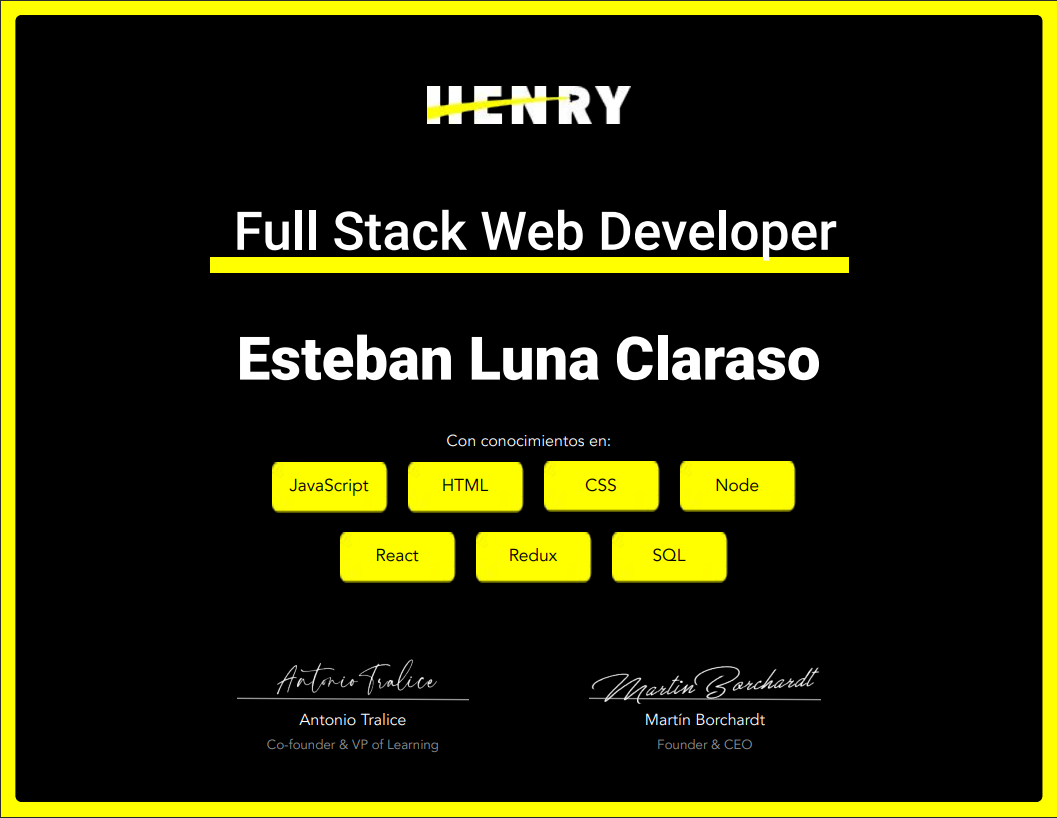 HENRY
Full Stack Web Developer
Esteban Luna Claraso
Con conocimientos en:
JavaScript HTML CSS Node
React Redux SQL
Antonio Tralice Martin Borchardt
Antonio Tralice Martín Borchardt
Co-founder & VP of Learning Founder & CEO